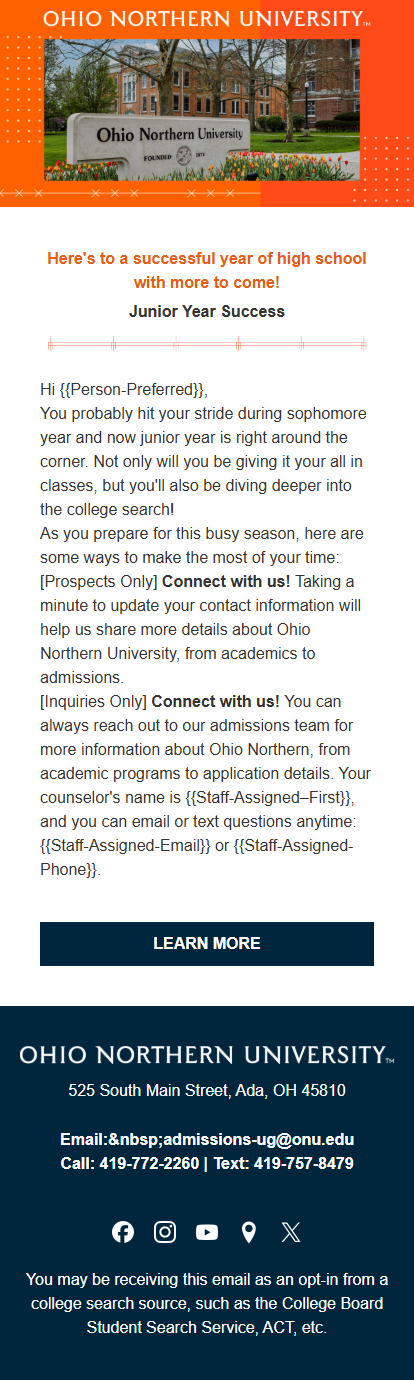 OHIO NORTHERN UNIVERSITY™
Ohio Northern University
FOUNDED 1871
Here's to a successful year of high school
with more to come!
Junior Year Success
Hi {{Person-Preferred}},
You probably hit your stride during sophomore
year and now junior year is right around the
corner. Not only will you be giving it your all in
classes, but you'll also be diving deeper into
the college search!
As you prepare for this busy season, here are
some ways to make the most of your time:
[Prospects Only] Connect with us! Taking a
minute to update your contact information will
help us share more details about Ohio
Northern University, from academics to
admissions.
[Inquiries Only] Connect with us! You can
always reach out to our admissions team for
more information about Ohio Northern, from
academic programs to application details. Your
counselor's name is {{Staff-Assigned–First}},
and you can email or text questions anytime:
{{Staff-Assigned-Email}} or {{Staff-Assigned-
Phone}}.
LEARN MORE
OHIO NORTHERN UNIVERSITY™
525 South Main Street, Ada, OH 45810
Email:&nbsp;admissions-ug@onu.edu
Call: 419-772-2260 | Text: 419-757-8479
You may be receiving this email as an opt-in from a
college search source, such as the College Board
Student Search Service, ACT, etc.